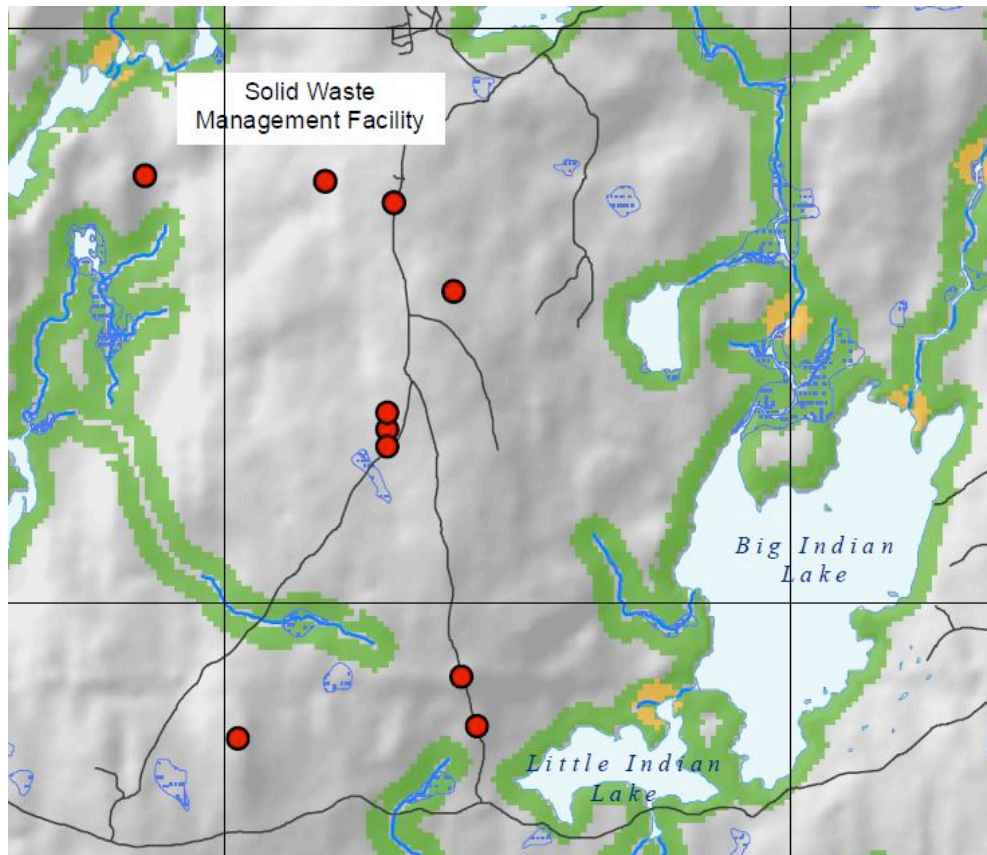 Solid Waste
Management Facility
Big Indian
Lake
Little Indian
Lake